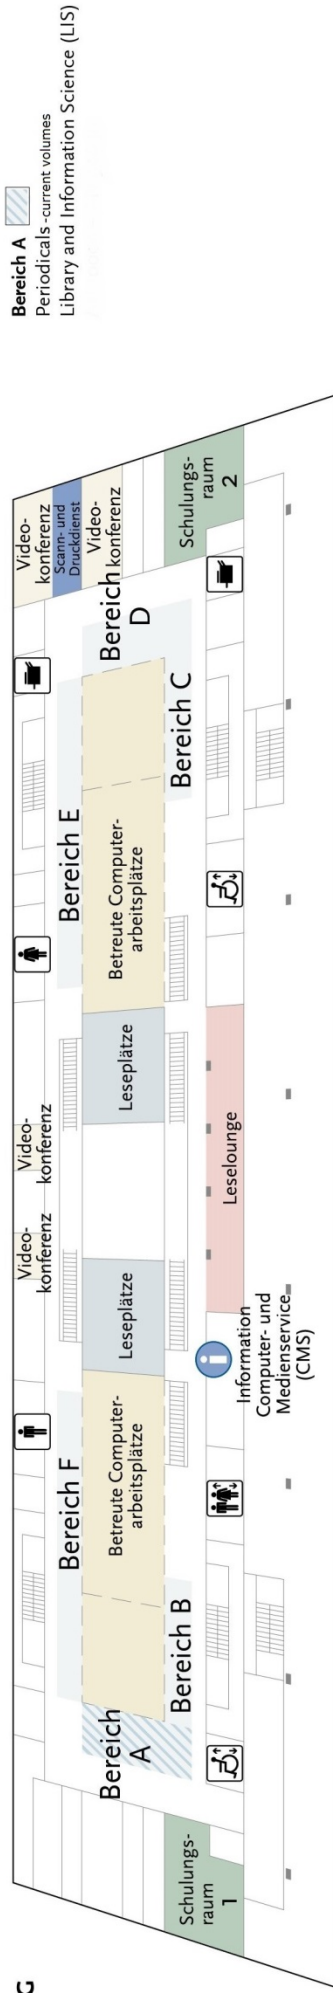 G
Bereich A
Periodicals - current volumes
Library and Information Science (LIS)
Video-
konferenz
Video-
konferenz
Video-
konferenz
Scann- und
Druckdienst
Video-
konferenz
Bereich F
Bereich E
Bereich
A
Betreute Computer-
arbeitsplätze
Leseplätze
Leseplätze
Betreute Computer-
arbeitsplätze
Bereich
D
Bereich B
Bereich C
Schulungs-
raum
1
Information
Computer- und
Medienservice
(CMS)
Leselounge
Schulungs-
raum
2